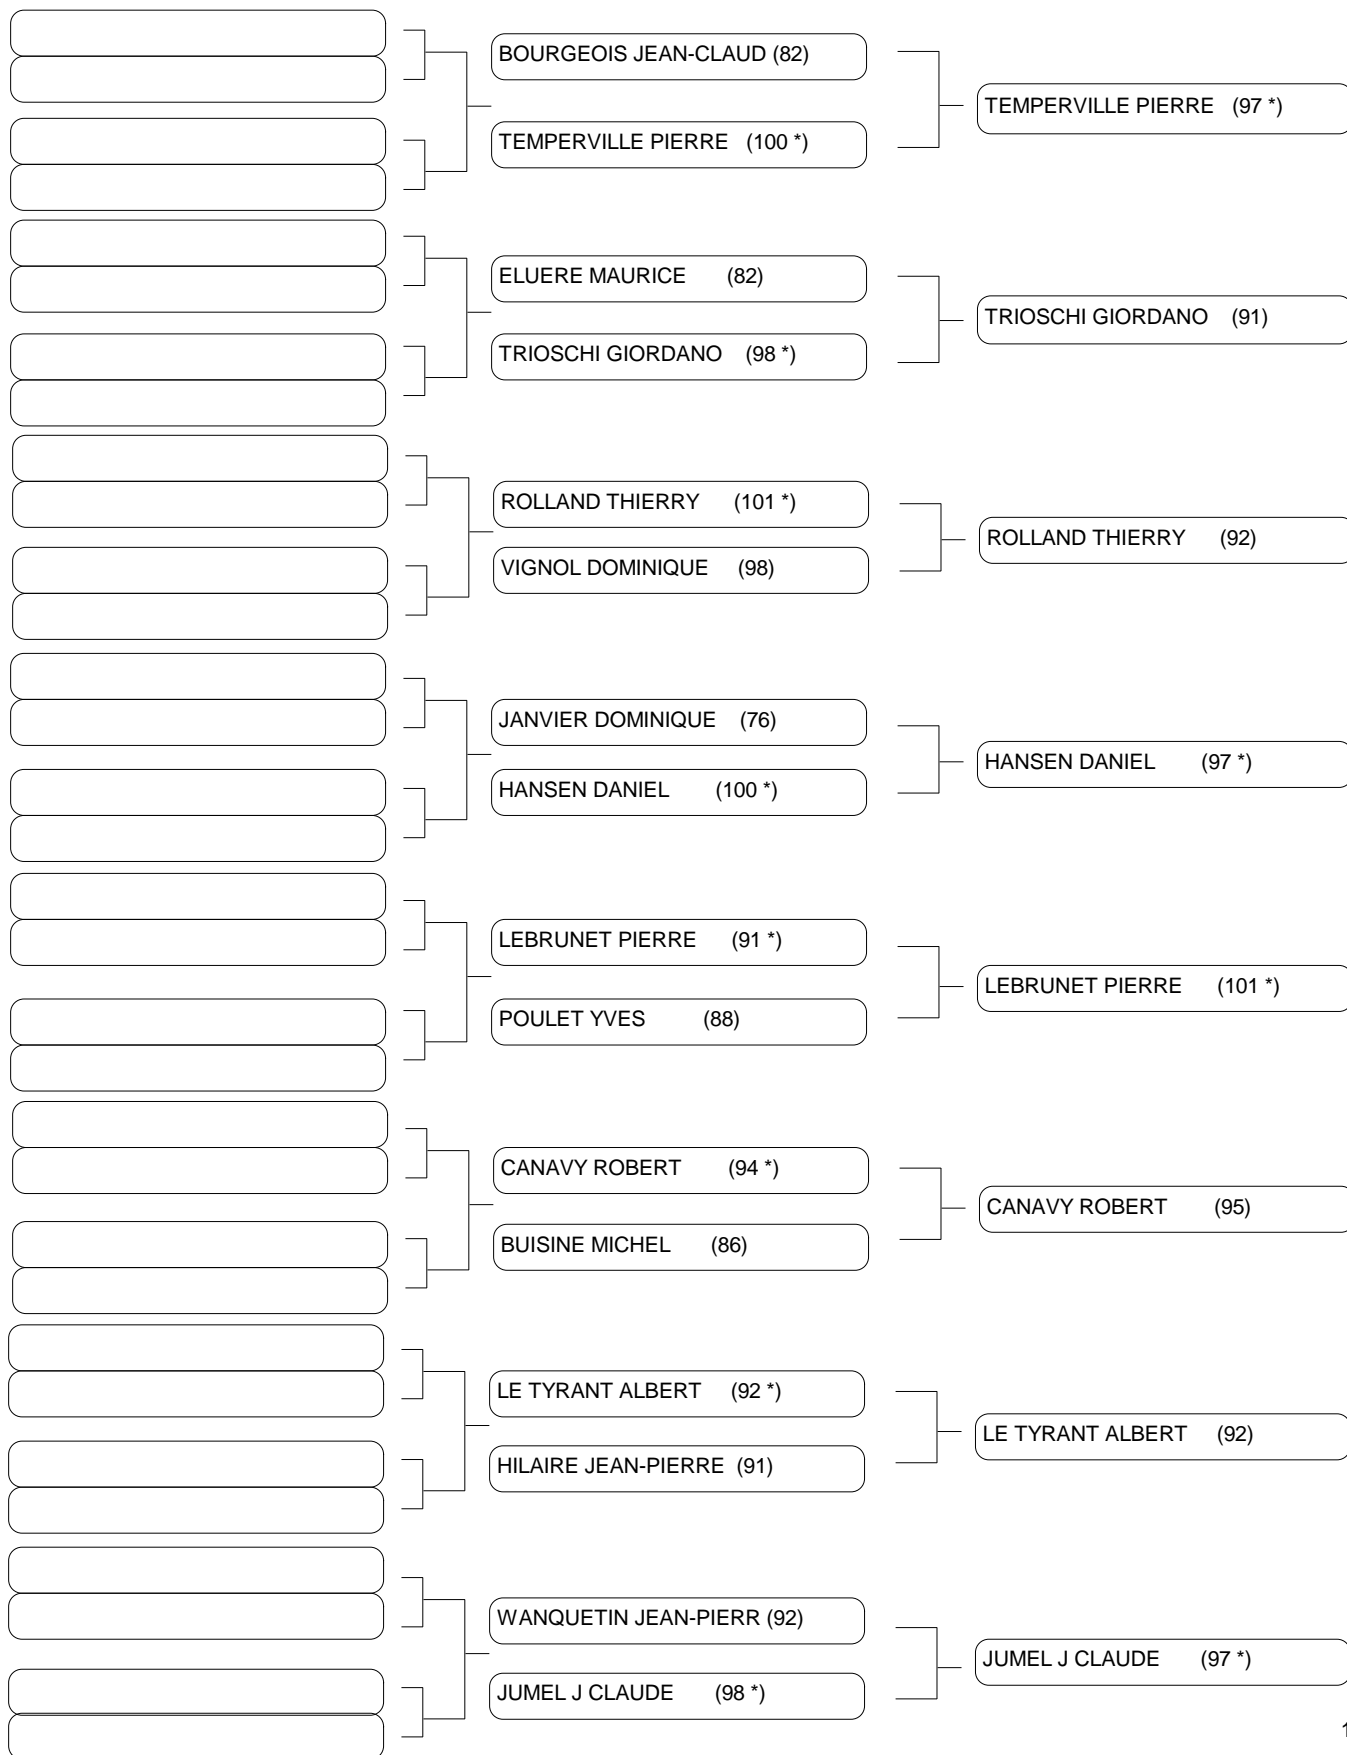 BOURGEOIS JEAN-CLAUD (82)
TEMPERVILLE PIERRE (100 *)
TEMPERVILLE PIERRE (97 *)
ELUERE MAURICE (82)
TRIOSCHI GIORDANO (98 *)
TRIOSCHI GIORDANO (91)
ROLLAND THIERRY (101 *)
VIGNOL DOMINIQUE (98)
ROLLAND THIERRY (92)
JANVIER DOMINIQUE (76)
HANSEN DANIEL (100 *)
HANSEN DANIEL (97 *)
LEBRUNET PIERRE (91 *)
POULET YVES (88)
LEBRUNET PIERRE (101 *)
CANAVY ROBERT (94 *)
BUISINE MICHEL (86)
CANAVY ROBERT (95)
LE TYRANT ALBERT (92 *)
HILAIRE JEAN-PIERRE (91)
LE TYRANT ALBERT (92)
WANQUETIN JEAN-PIERR (92)
JUMEL J CLAUDE (98 *)
JUMEL J CLAUDE (97 *)